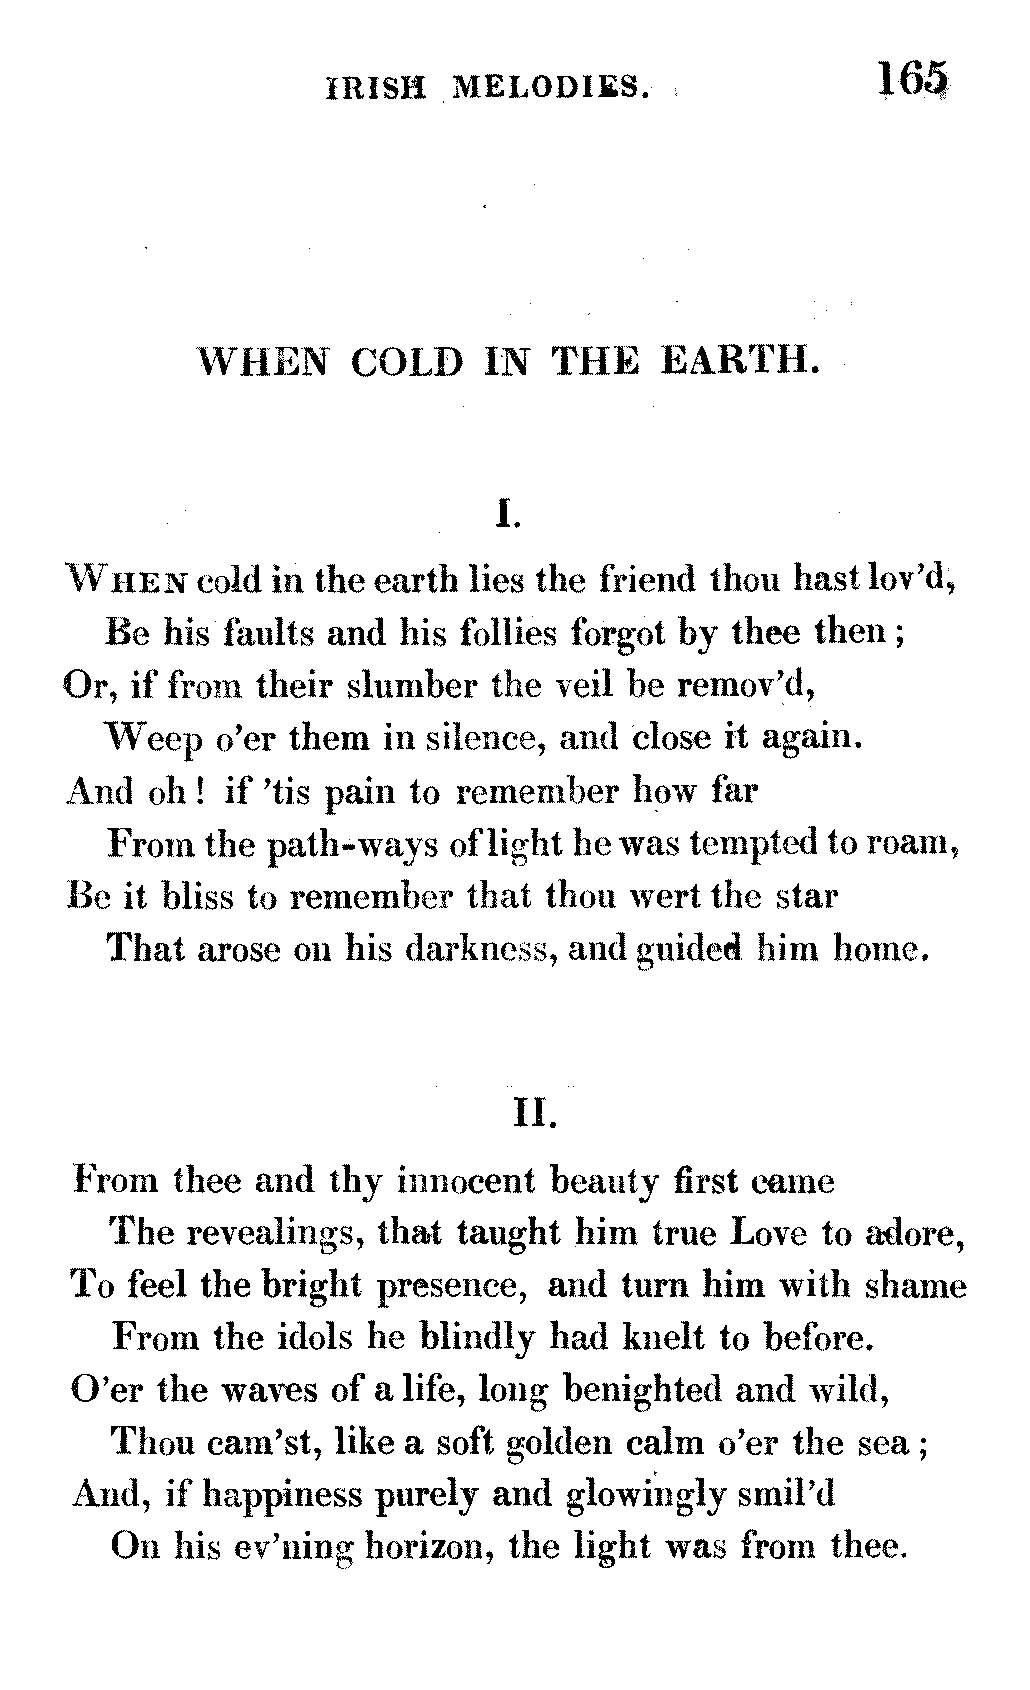 IRISH MELODIES. 165
WHEN COLD IN THE EARTH.
I.
WHEN cold in the earth lies the friend thou hast lov'd,
Be his faults and his follies forgot by thee then ;
Or, if from their slumber the veil be remov'd,
Weep o'er them in silence, and close it again.
And oh ! if 'tis pain to remember how far
From the path-ways of light he was tempted to roam,
Be it bliss to remember that thou wert the star
That arose on his darkness, and guided him home.
II.
From thee and thy innocent beauty first came
The revealings, that taught him true Love to adore,
To feel the bright presence, and turn him with shame
From the idols he blindly had knelt to before.
O'er the waves of a life, long benighted and wild,
Thou cam'st, like a soft golden calm o'er the sea ;
And, if happiness purely and glowingly smil'd
On his ev'ning horizon, the light was from thee.